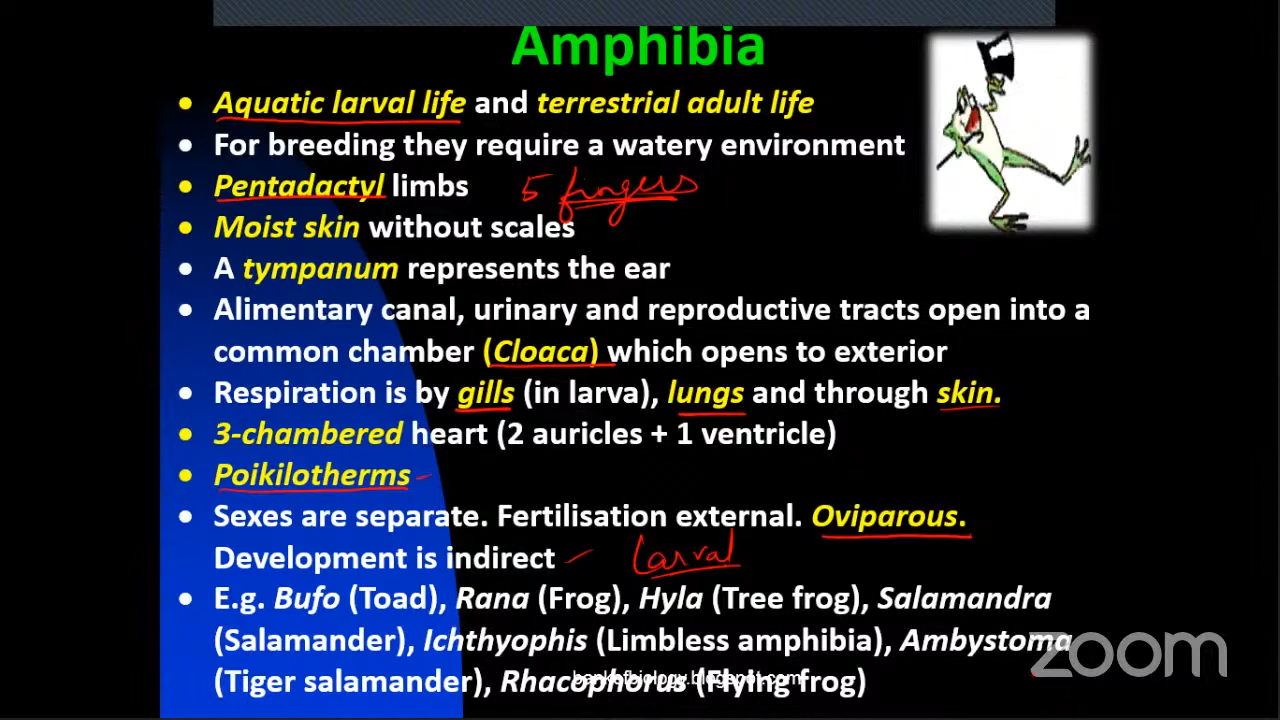 Amphibia
• Aquatic larval life and terrestrial adult life
• For breeding they require a watery environment
• Pentadactyl limbs 5 fingers
• Moist skin without scales
• A tympanum represents the ear
• Alimentary canal, urinary and reproductive tracts open into a
common chamber (Cloaca) which opens to exterior
• Respiration is by gills (in larva), lungs and through skin.
• 3-chambered heart (2 auricles + 1 ventricle)
• Poikilotherms
• Sexes are separate. Fertilisation external. Oviparous.
Development is indirect – Larval
• E.g. Bufo (Toad), Rana (Frog), Hyla (Tree frog), Salamandra
(Salamander), Ichthyophis (Limbless amphibia), Ambystoma
zoom
(Tiger salamander), Rhacophorus (Flying frog)
bankofbiology.blogspot.com